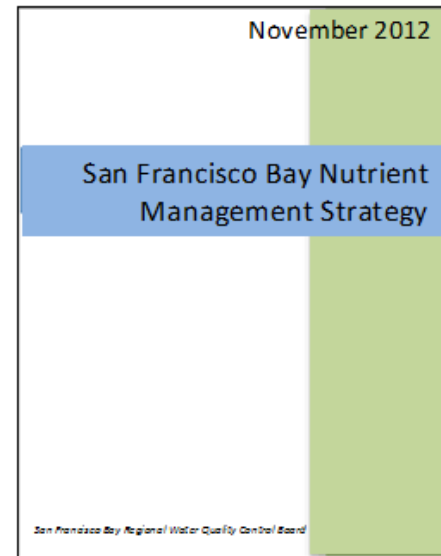 November 2012
San Francisco Bay Nutrient
Management Strategy
San Francisco Bay Regional Water Quality Control Board